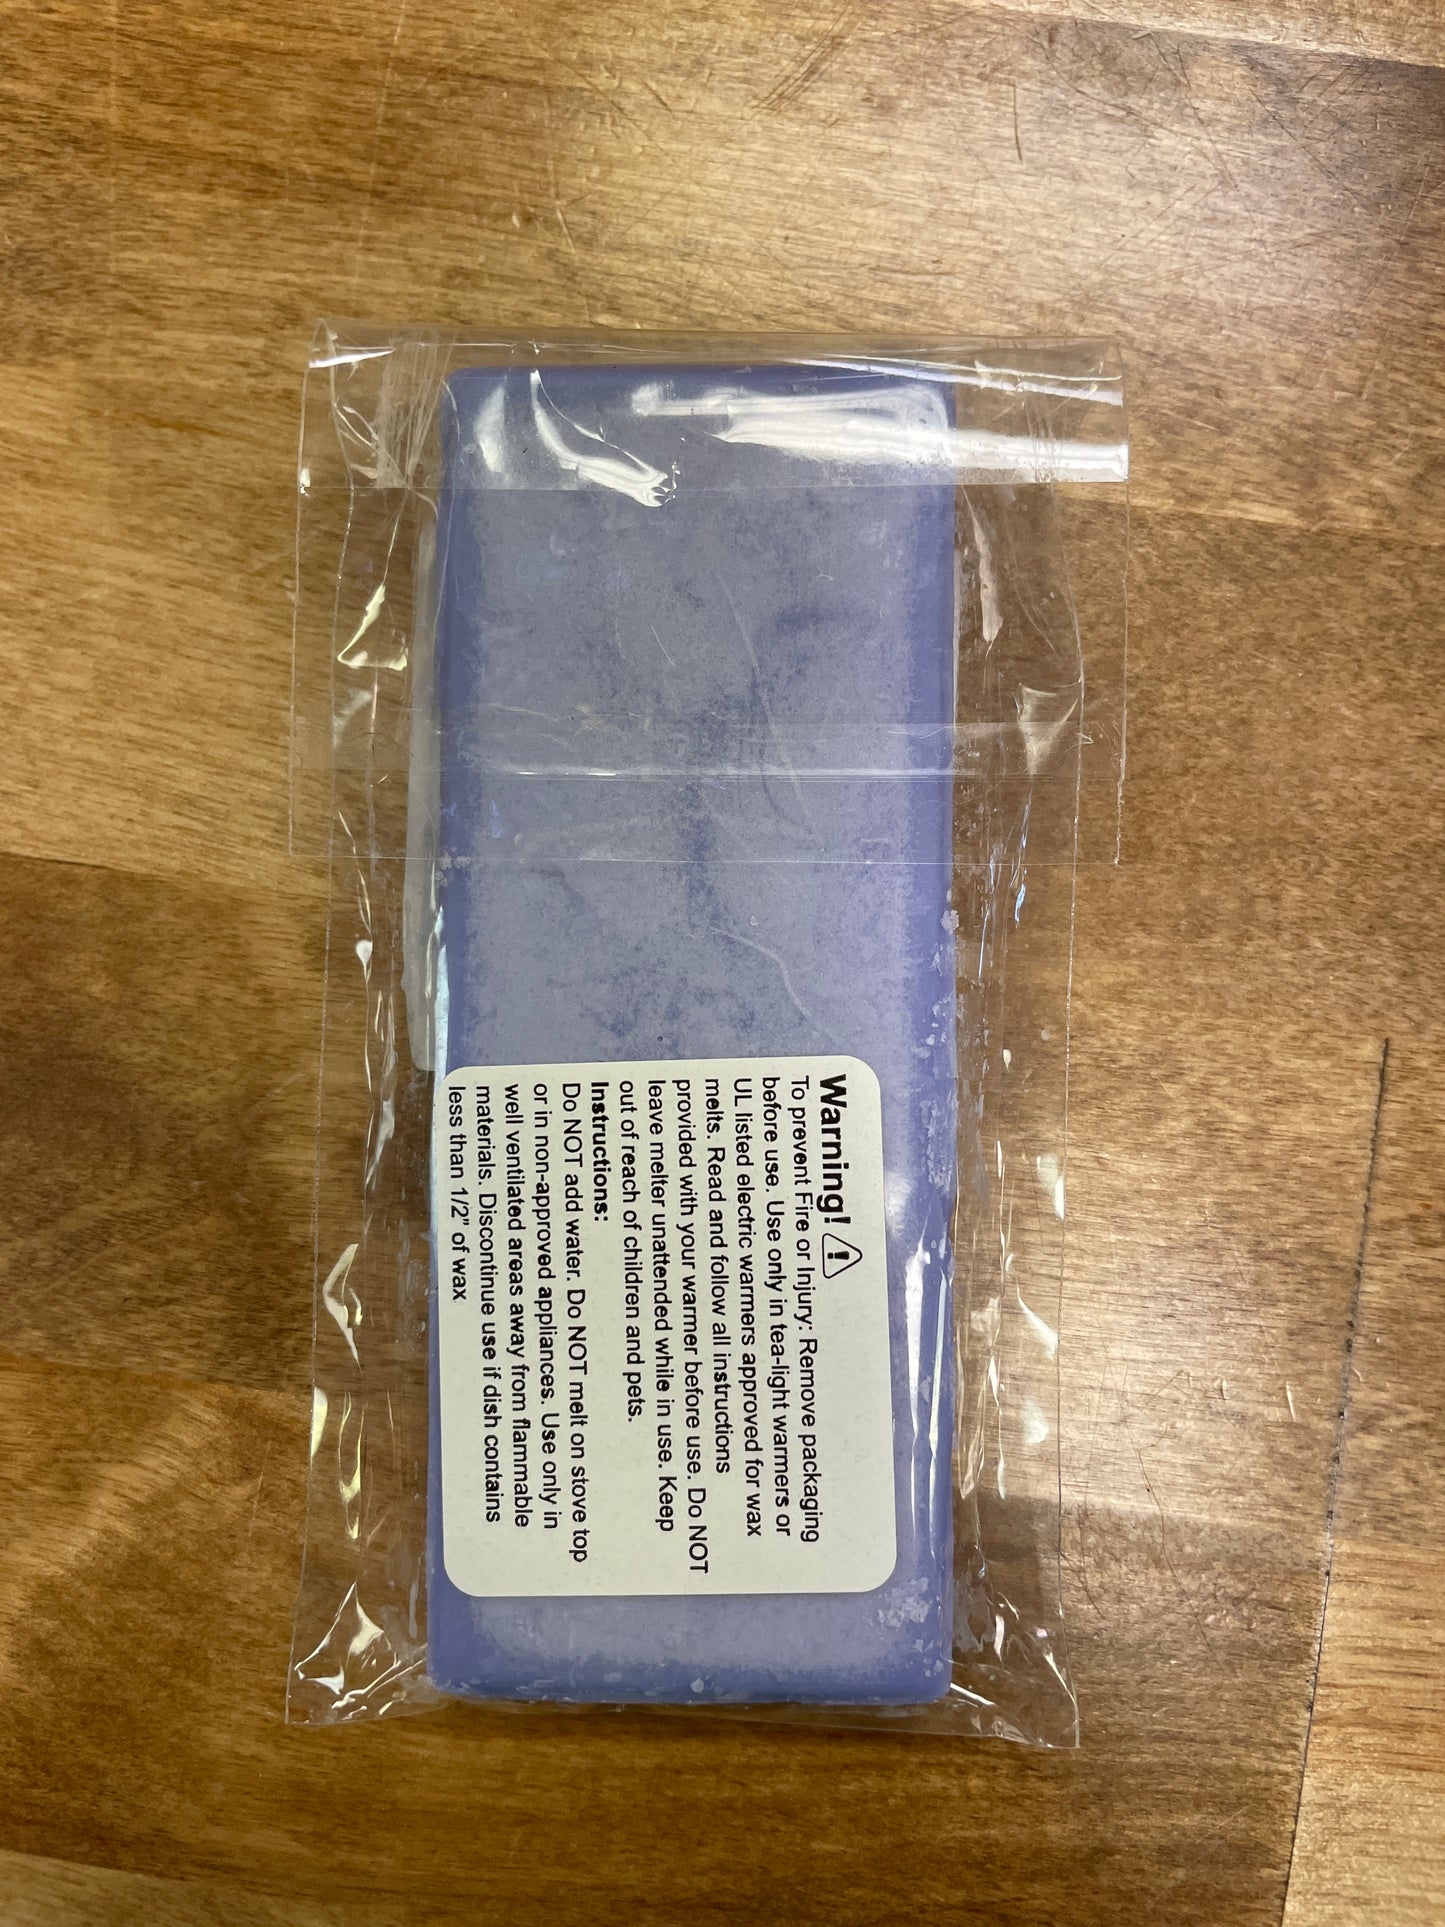 Warning!
To prevent Fire or Injury: Remove packaging
before use. Use only in tea-light warmers or
UL listed electric warmers approved for wax
melts. Read and follow all instructions
provided with your warmer before use. Do NOT
leave melter unattended while in use. Keep
out of reach of children and pets.
Instructions:
Do NOT add water. Do NOT melt on stove top
or in non-approved appliances. Use only in
well ventilated areas away from flammable
materials. Discontinue use if dish contains
less than 1/2" of wax.